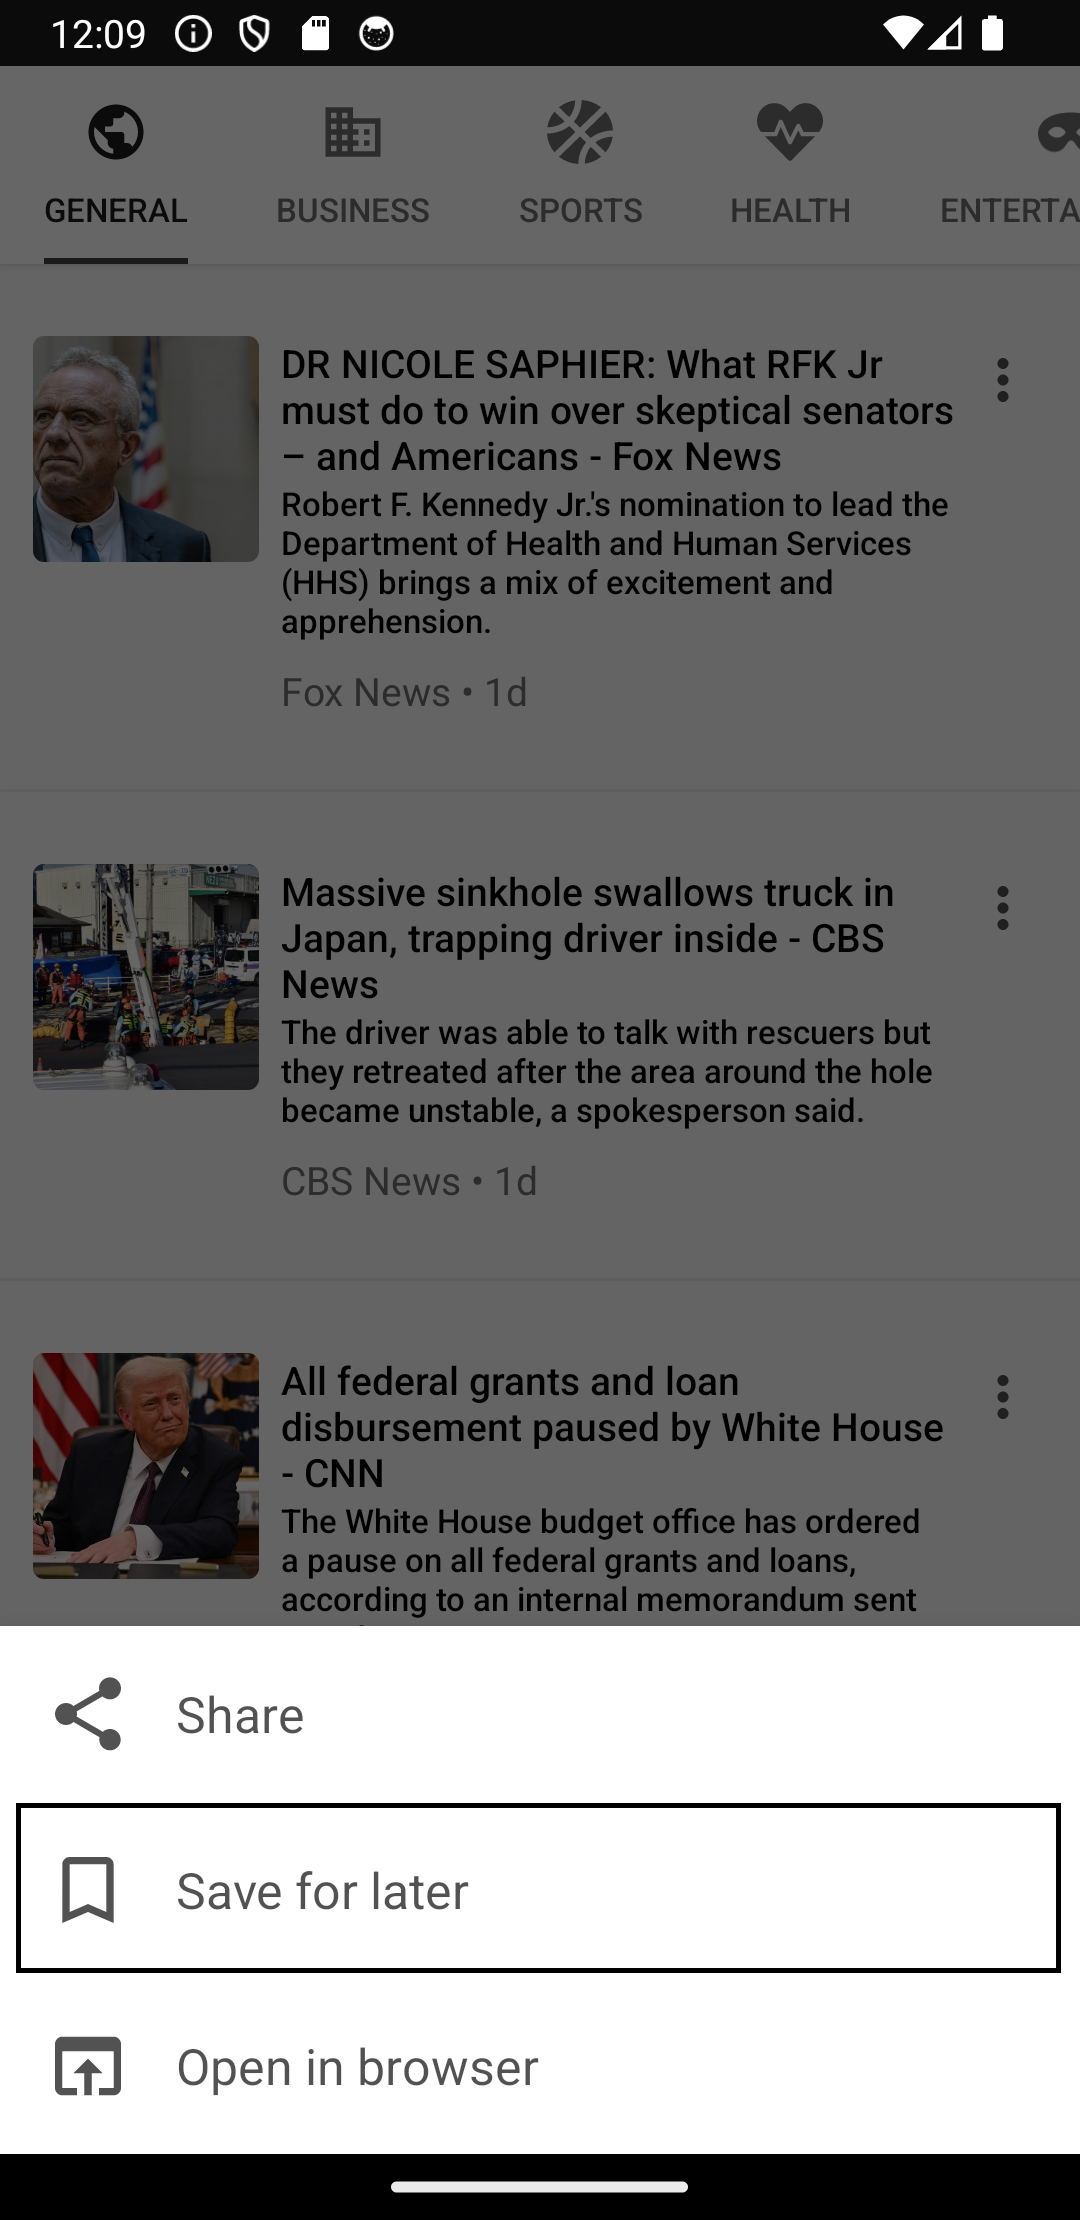 12:09
GENERAL
BUSINESS
SPORTS
HEALTH
ENTERTA
DR NICOLE SAPHIER: What RFK Jr
must do to win over skeptical senators
– and Americans - Fox News
Robert F. Kennedy Jr.'s nomination to lead the
Department of Health and Human Services
(HHS) brings a mix of excitement and
apprehension.
Fox News • 1d
Massive sinkhole swallows truck in
Japan, trapping driver inside - CBS
News
The driver was able to talk with rescuers but
they retreated after the area around the hole
became unstable, a spokesperson said.
CBS News • 1d
All federal grants and loan
disbursement paused by White House
- CNN
The White House budget office has ordered
a pause on all federal grants and loans,
according to an internal memorandum sent
Share
Save for later
Open in browser